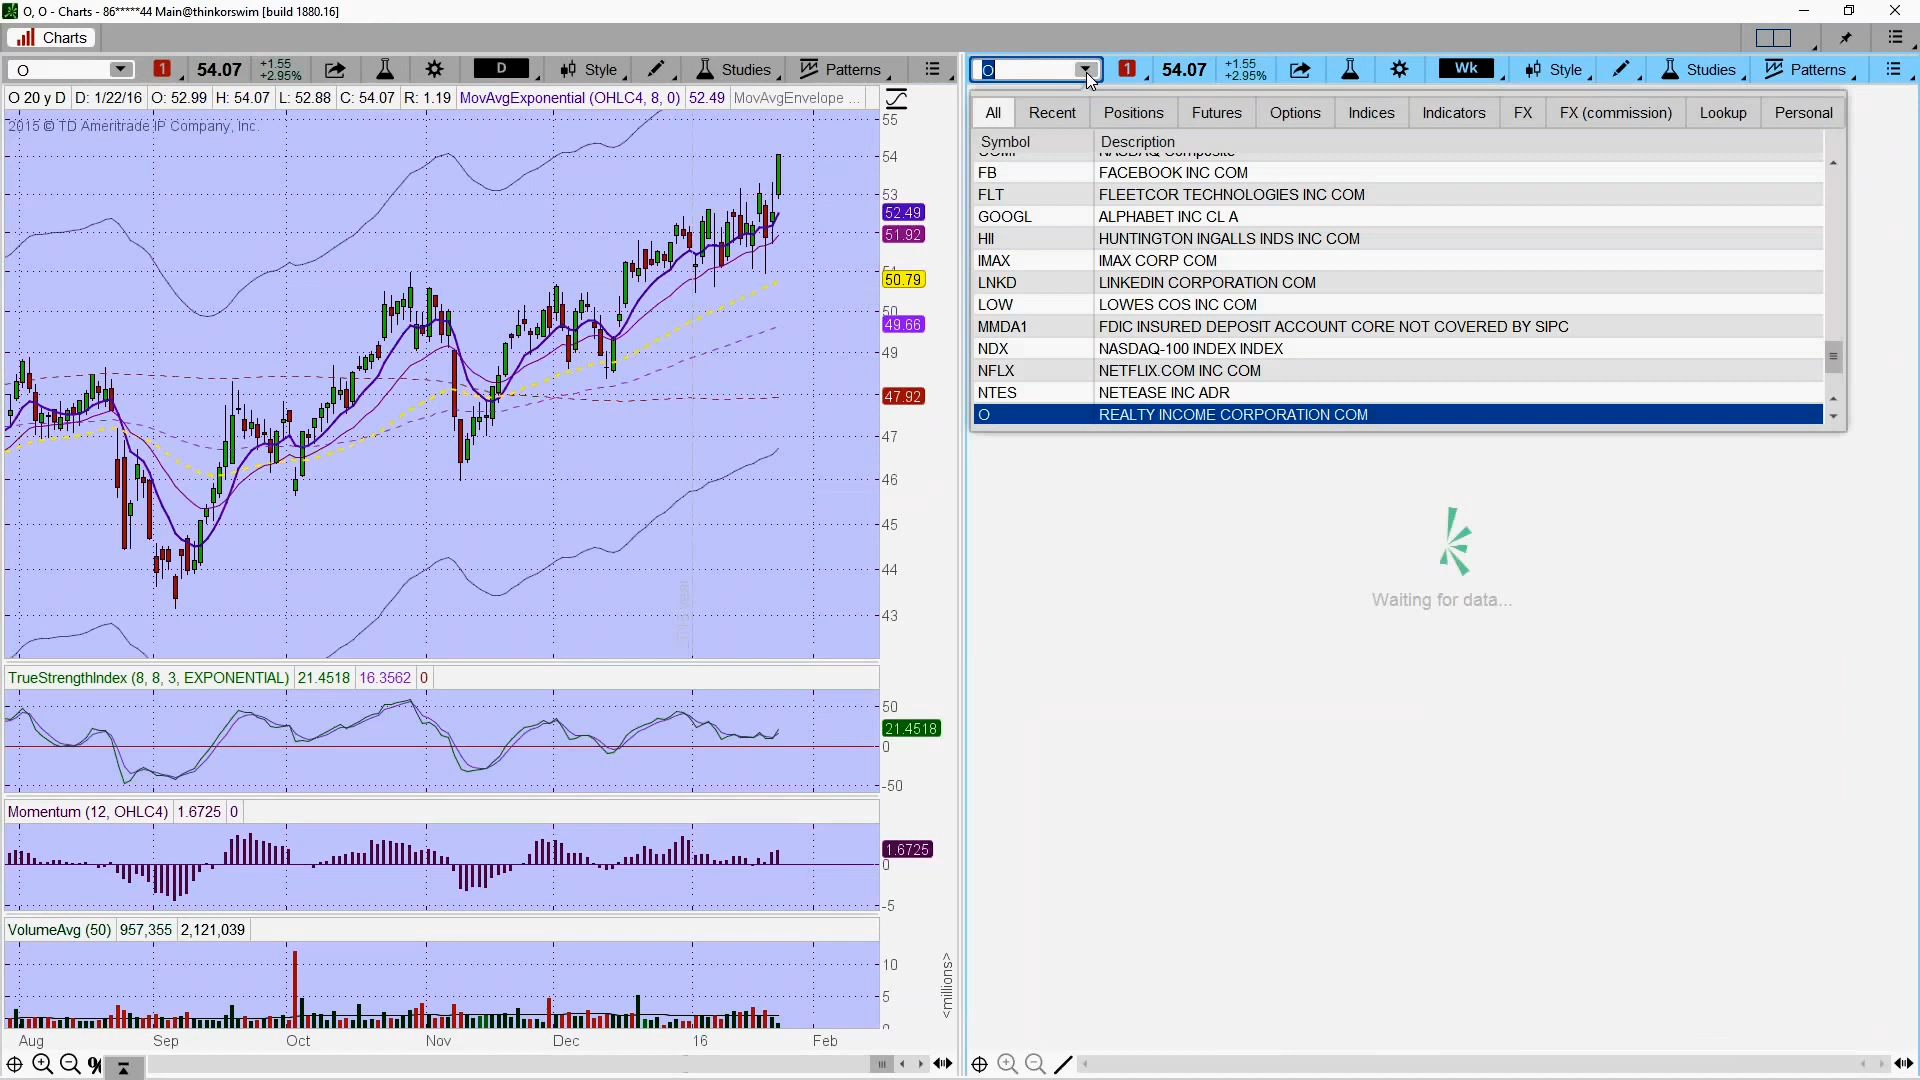 O, O - Charts - 86*****44 Main@thinkorswim [build 1880.16]
Charts
O 1 54.07 +1.55 +2.95% D Style Studies Patterns
O 20 y D D: 1/22/16 O: 52.99 H: 54.07 L: 52.88 C: 54.07 R: 1.19 MovAvgExponential (OHLC4, 8, 0) 52.49 MovAvgEnvelope ...
2015 © TD Ameritrade IP Company, Inc.
55
54
53
52.49
51.92
51
50.79
50
49.66
49
47.92
47
46
45
44
43
TrueStrengthIndex (8, 8, 3, EXPONENTIAL) 21.4518 16.3562 0
50
21.4518
0
-50
Momentum (12, OHLC4) 1.6725 0
1.6725
0
-5
VolumeAvg (50) 957,355 2,121,039
10
5
0
<millions>
Aug Sep Oct Nov Dec 16 Feb
O 1 54.07 +1.55 +2.95% Wk Style Studies Patterns
All Recent Positions Futures Options Indices Indicators FX FX (commission) Lookup Personal
Symbol Description
NASDAQ Composite
FB FACEBOOK INC COM
FLT FLEETCOR TECHNOLOGIES INC COM
GOOGL ALPHABET INC CL A
HII HUNTINGTON INGALLS INDS INC COM
IMAX IMAX CORP COM
LNKD LINKEDIN CORPORATION COM
LOW LOWES COS INC COM
MMDA1 FDIC INSURED DEPOSIT ACCOUNT CORE NOT COVERED BY SIPC
NDX NASDAQ-100 INDEX INDEX
NFLX NETFLIX.COM INC COM
NTES NETEASE INC ADR
O REALTY INCOME CORPORATION COM
Waiting for data...